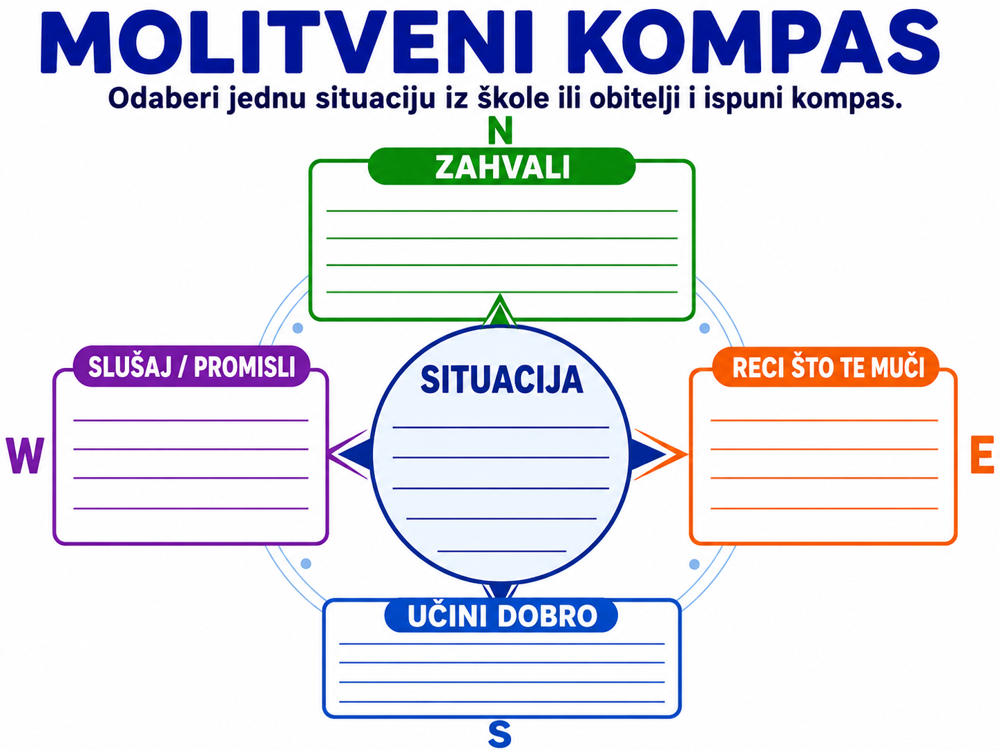 MOLITVENI KOMPAS
Odaberi jednu situaciju iz škole ili obitelji i ispuni kompas.
N
ZAHVALI
SLUŠAJ / PROMISLI
SITUACIJA
RECI ŠTO TE MUČI
W
E
UČINI DOBRO
S